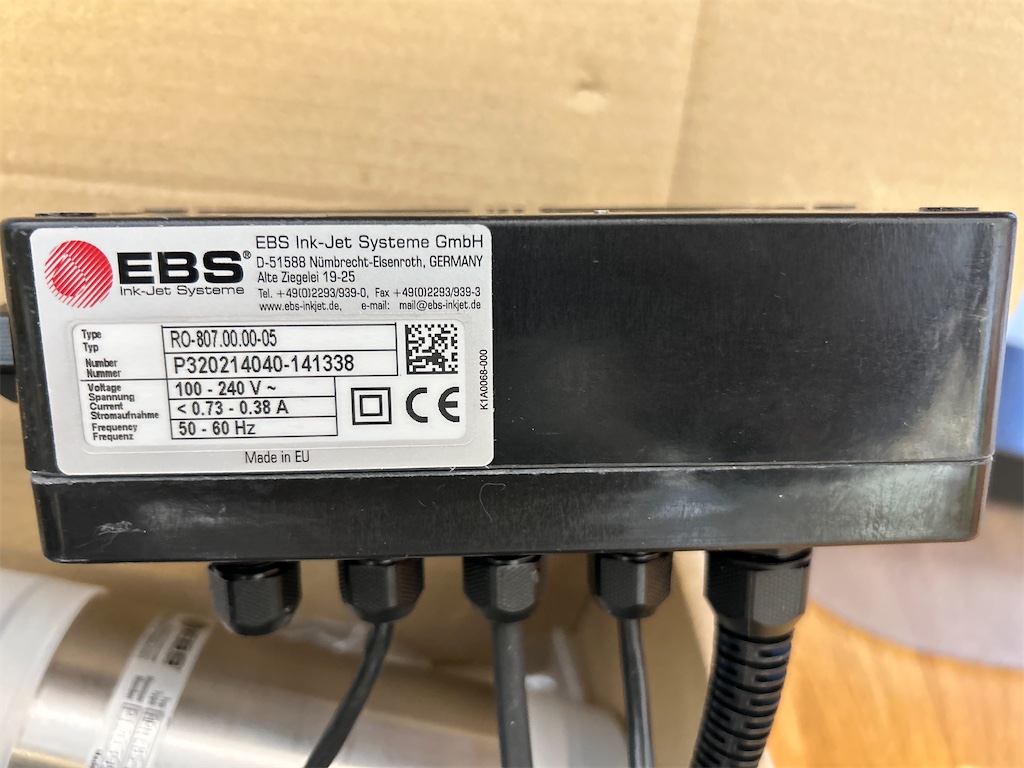 EBS®
Ink-Jet Systeme
EBS Ink-Jet Systeme GmbH
D-51588 Nümbrecht-Elsenroth, GERMANY
Alte Ziegelei 19-25
Tel. +49(0)2293/939-0, Fax +49(0)2293/939-3
www.ebs-inkjet.de, e-mail: mail@ebs-inkjet.de
Type
Typ
RO-807.00.00-05
Number
Nummer
P320214040-141338
Voltage
Spannung
100 - 240 V ~
Current
Stromaufnahme
< 0.73 - 0.38 A
Frequency
Frequenz
50 - 60 Hz
CE
K1A0068-000
Made in EU